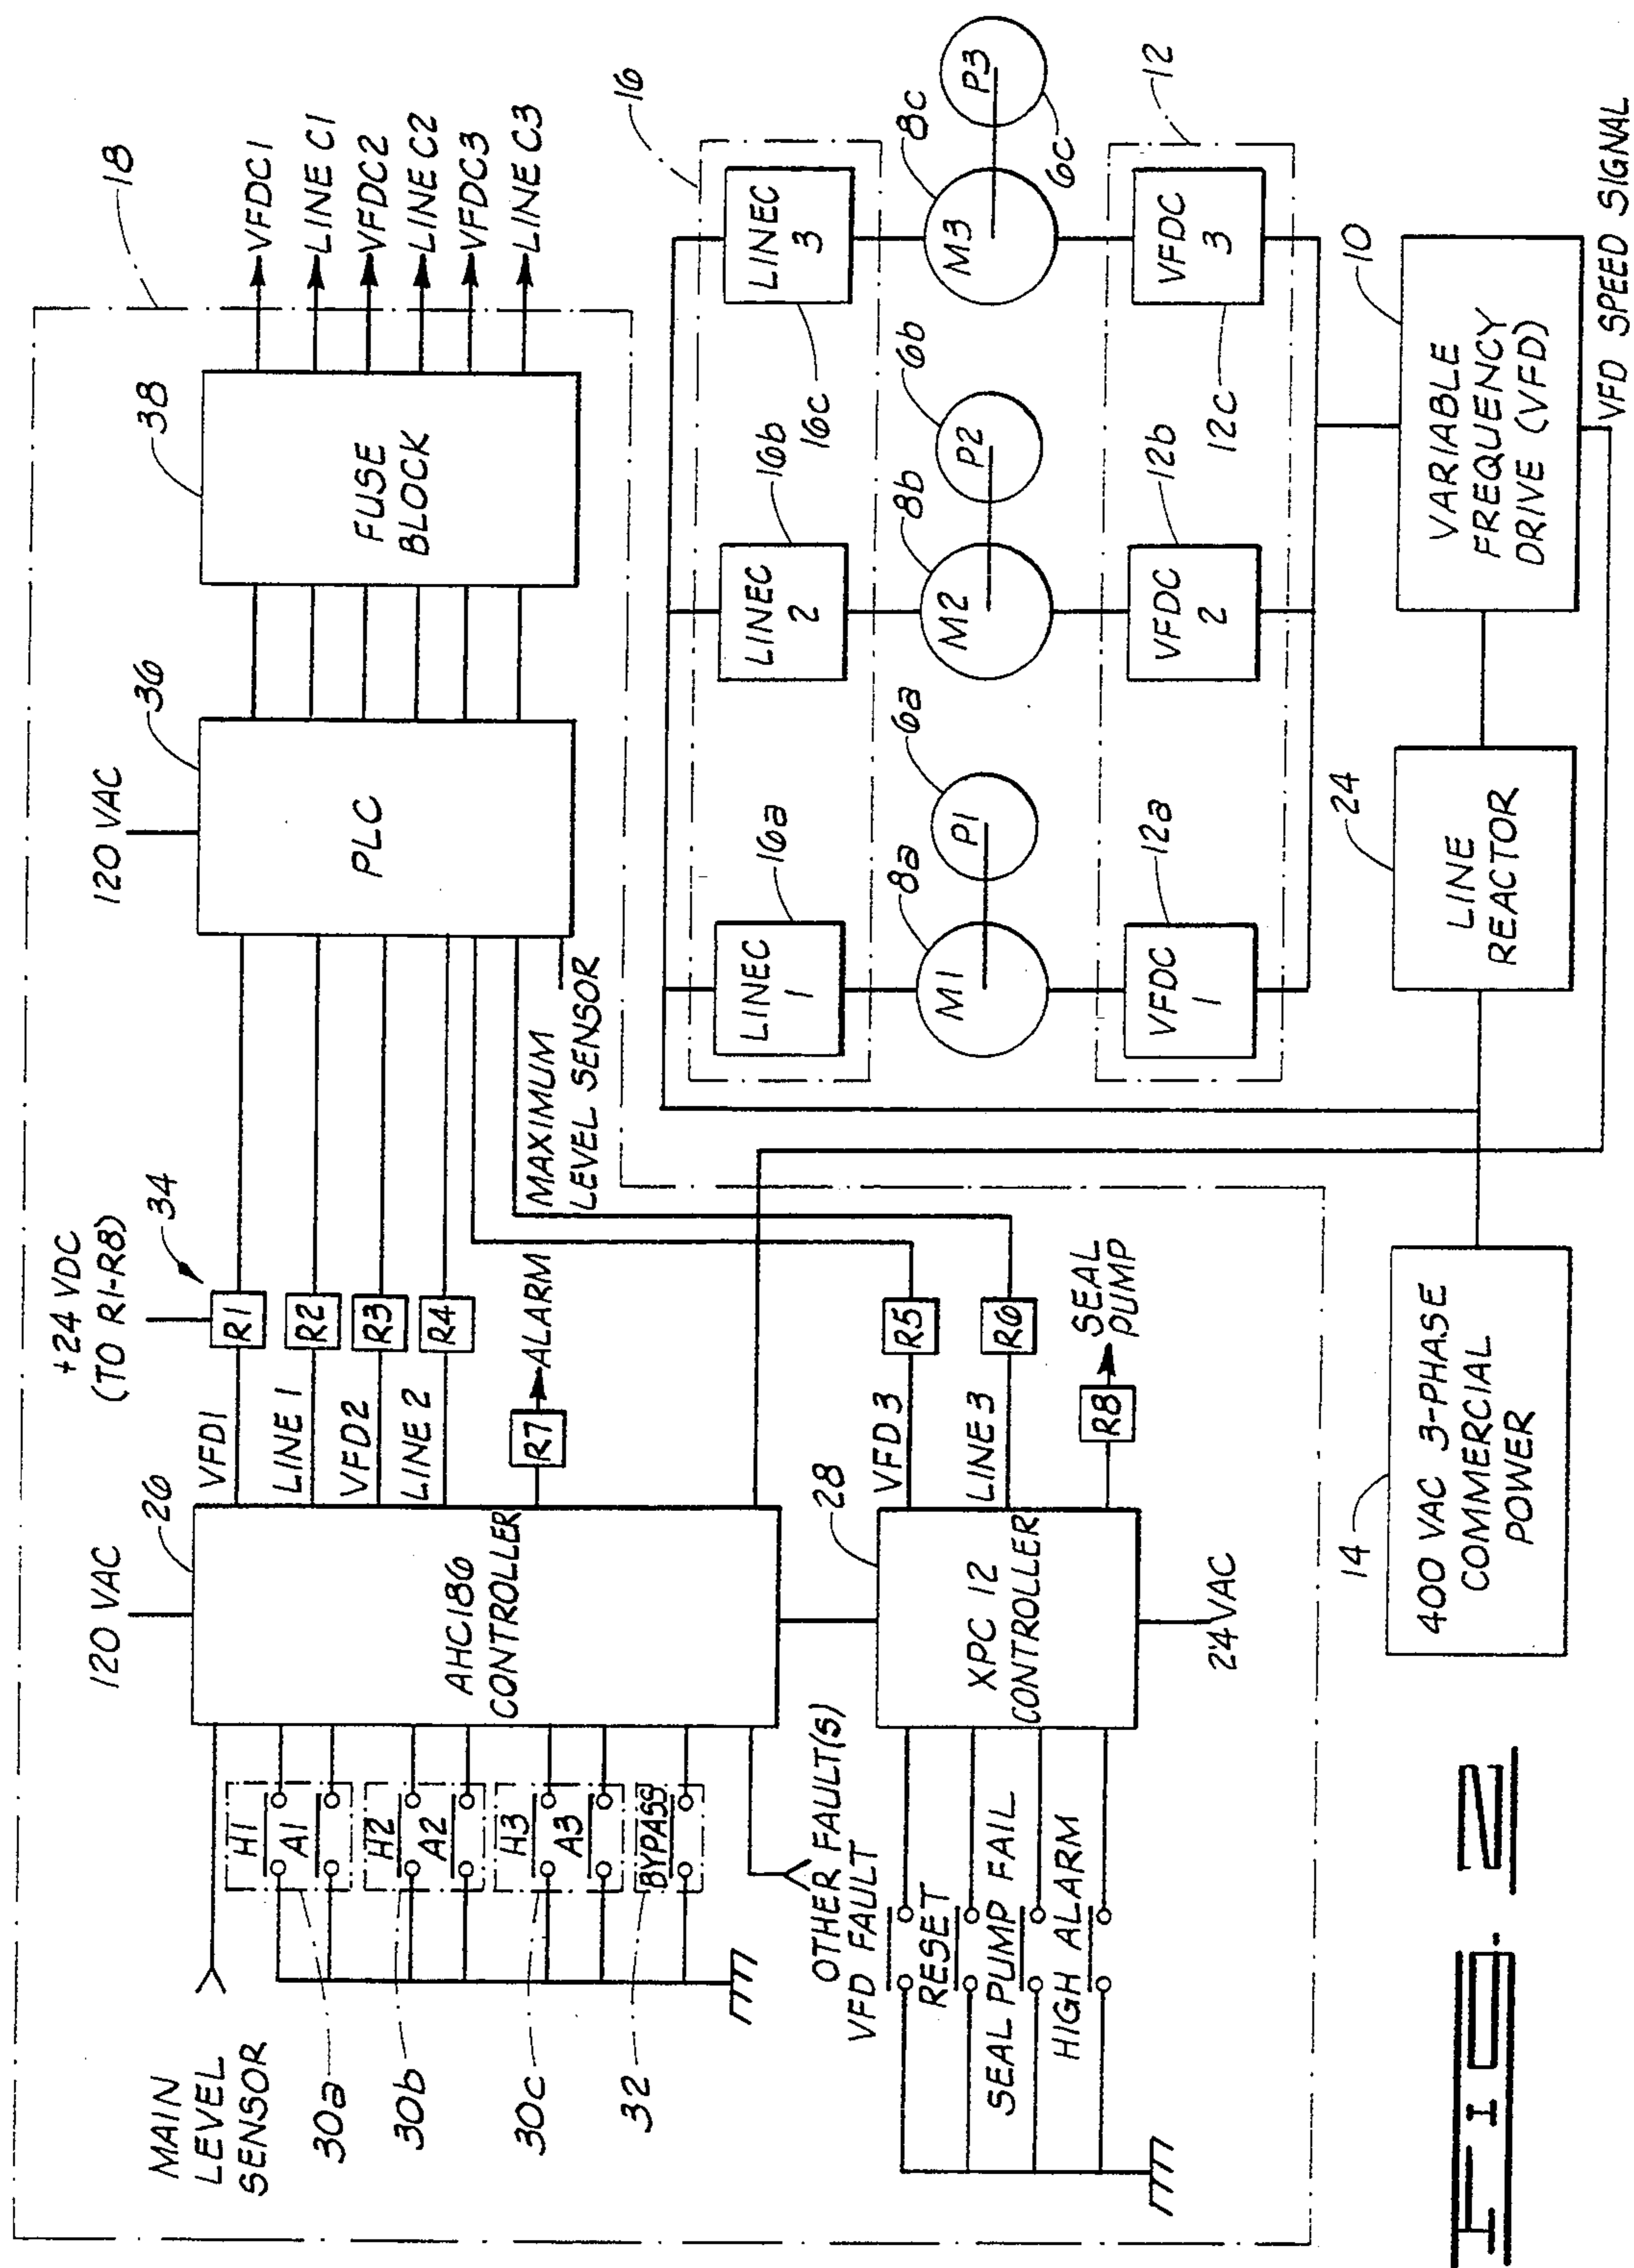 MAIN
LEVEL
SENSOR
30a
30b
30c
32
H1
A1
H2
A2
H3
A3
BYPASS
120 VAC
26
AHC186
CONTROLLER
OTHER FAULT(S)
VFD FAULT
RESET
SEAL PUMP FAIL
HIGH ALARM
28
XPC 12
CONTROLLER
24 VAC
VFD1
LINE 1
VFD2
LINE 2
+24 VDC
(TO R1-R8)
34
R1
R2
R3
R4
R7
ALARM
VFD 3
LINE 3
R5
R6
R8
SEAL
PUMP
MAXIMUM
LEVEL SENSOR
120 VAC
36
PLC
38
FUSE
BLOCK
18
VFDC1
LINE C1
VFDC2
LINE C2
VFDC3
LINE C3
16
LINEC
1
16a
LINEC
2
16b
LINEC
3
16c
M1
8a
P1
6a
M2
8b
P2
6b
M3
8c
P3
6c
12
VFDC
1
12a
VFDC
2
12b
VFDC
3
12c
14
400 VAC 3-PHASE
COMMERCIAL
POWER
24
LINE
REACTOR
10
VARIABLE
FREQUENCY
DRIVE (VFD)
VFD SPEED SIGNAL
FIG. 2